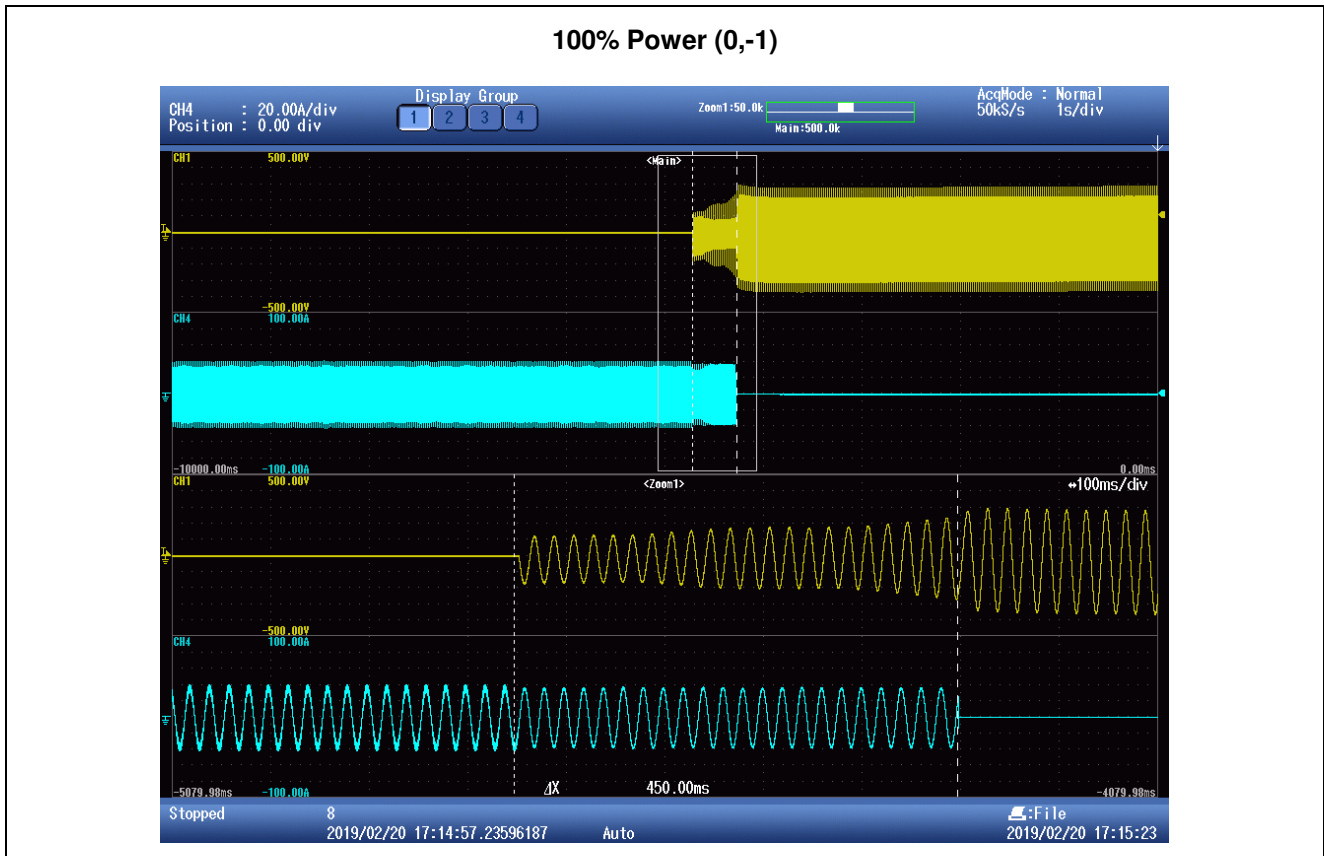 100% Power (0,-1)
CH4 : 20.00A/div
Position : 0.00 div
Display Group
1 2 3 4
Zoom1:50.0k
Main:500.0k
AcqMode : Normal
50kS/s 1s/div
CH1 500.00V
<Main>
-500.00V
CH4 100.00A
-10000.00ms -100.00A 0.00ms
CH1 500.00V
<Zoom1>
↔100ms/div
-500.00V
CH4 100.00A
ΔX 450.00ms
-5079.98ms -100.00A -4079.98ms
Stopped 8
2019/02/20 17:14:57.23596187 Auto
:File
2019/02/20 17:15:23